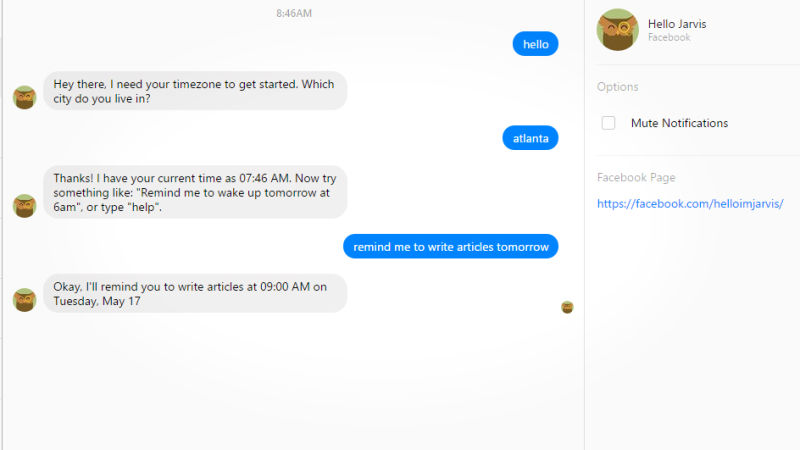 8:46AM
hello
Hey there, I need your timezone to get started. Which
city do you live in?
atlanta
Thanks! I have your current time as 07:46 AM. Now try
something like: "Remind me to wake up tomorrow at
6am", or type "help".
remind me to write articles tomorrow
Okay, I'll remind you to write articles at 09:00 AM on
Tuesday, May 17
Hello Jarvis
Facebook
Options
Mute Notifications
Facebook Page
https://facebook.com/helloimjarvis/